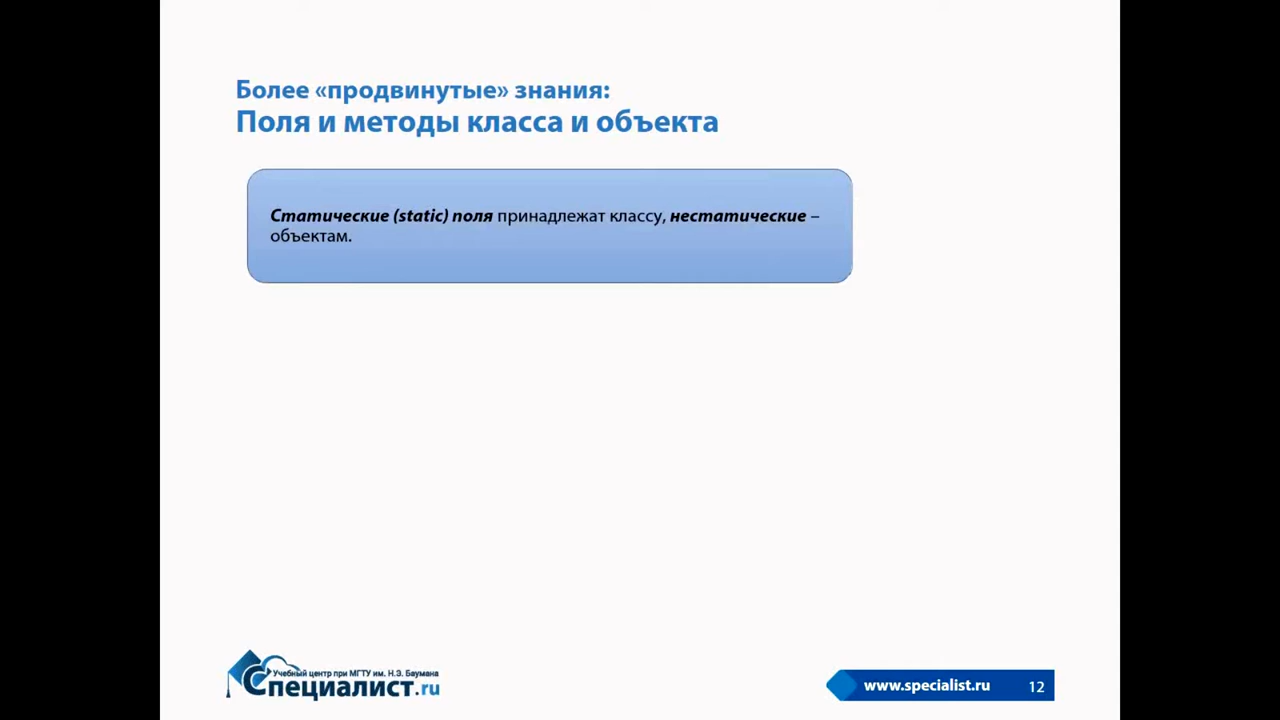 Более «продвинутые» знания:
Поля и методы класса и объекта
Статические (static) поля принадлежат классу, нестатические –
объектам.
Учебный центр при МГТУ им. Н.Э. Баумана
Специалист.ru
www.specialist.ru
12